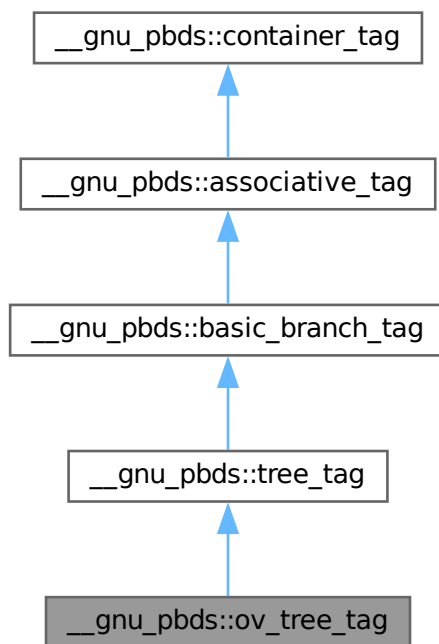 __gnu_pbds::container_tag
__gnu_pbds::associative_tag
__gnu_pbds::basic_branch_tag
__gnu_pbds::tree_tag
__gnu_pbds::ov_tree_tag